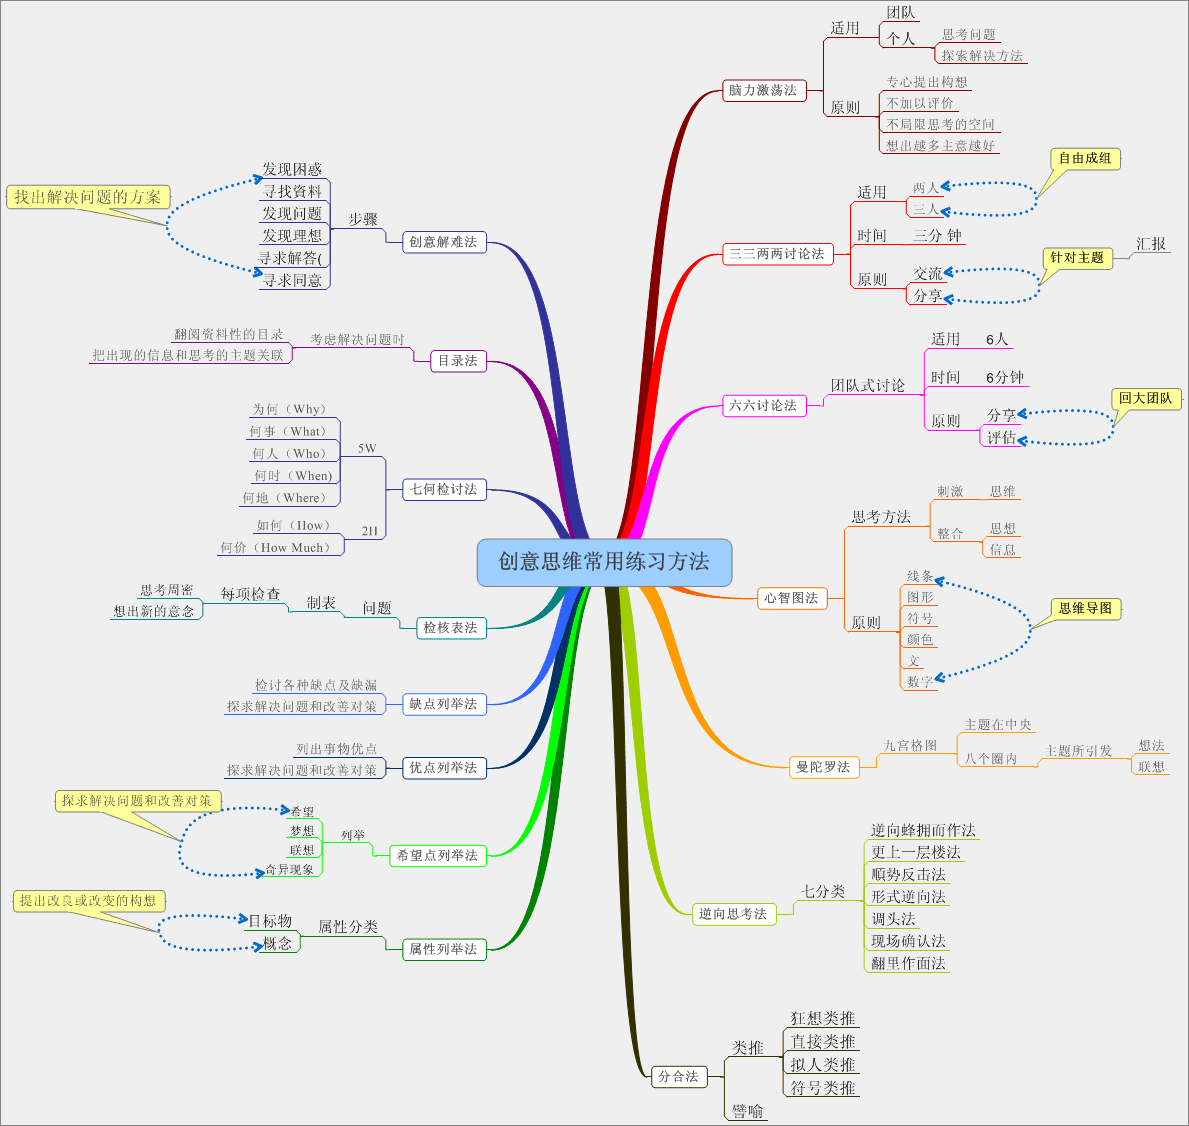 创意思维常用练习方法
脑力激荡法
适用
团队
个人
思考问题
探索解决方法
原则
专心提出构想
不加以评价
不局限思考的空间
想出越多主意越好
三三两两讨论法
适用
两人
三人
自由成组
时间
三分 钟
原则
交流
分享
针对主题
汇报
六六讨论法
团队式讨论
适用
6人
时间
6分钟
原则
分享
评估
回大团队
心智图法
思考方法
刺激
思维
整合
思想
信息
原则
线条
图形
符号
颜色
文
数字
思维导图
曼陀罗法
九宫格图
主题在中央
八个圈内
主题所引发
想法
联想
逆向思考法
七分类
逆向蜂拥而作法
更上一层楼法
順势反击法
形式逆向法
调头法
现场确认法
翻里作面法
分合法
类推
狂想类推
直接类推
拟人类推
符号类推
譬喻
创意解难法
步骤
发现困惑
寻找资料
发现问题
发现理想
寻求解答(
寻求同意
找出解决问题的方案
目录法
考虑解决问题时
翻阅资料性的目录
把出现的信息和思考的主题关联
七何检讨法
5W
为何（Why）
何事（What）
何人（Who）
何时（When)
何地（Where）
2H
如何（How）
何价（How Much）
检核表法
问题
制表
每项检查
思考周密
想出新的意念
缺点列举法
检讨各种缺点及缺漏
探求解决问题和改善对策
优点列举法
列出事物优点
探求解决问题和改善对策
希望点列举法
列举
希望
梦想
联想
奇异现象
探求解决问题和改善对策
属性列举法
属性分类
目标物
概念
提出改良或改变的构想